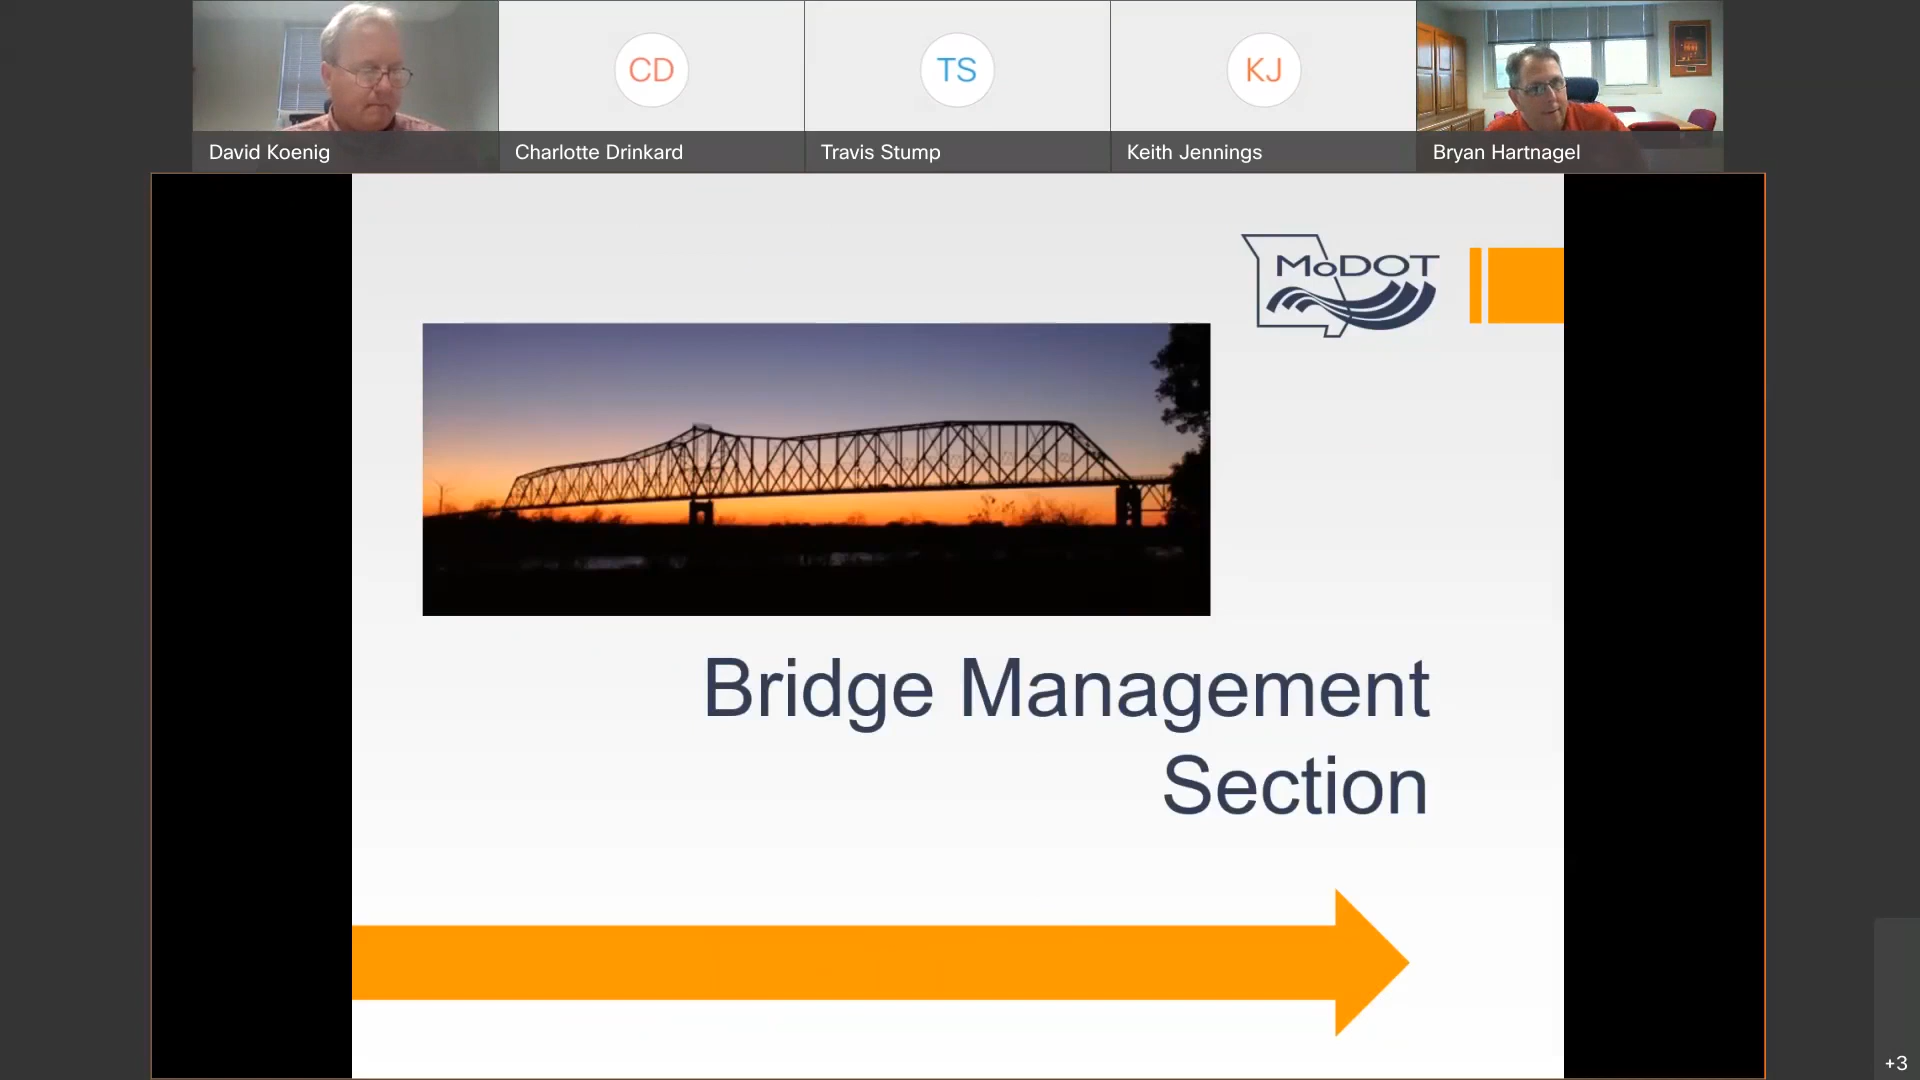 CD
TS
KJ
David Koenig
Charlotte Drinkard
Travis Stump
Keith Jennings
Bryan Hartnagel
MoDOT
Bridge Management
Section
+3